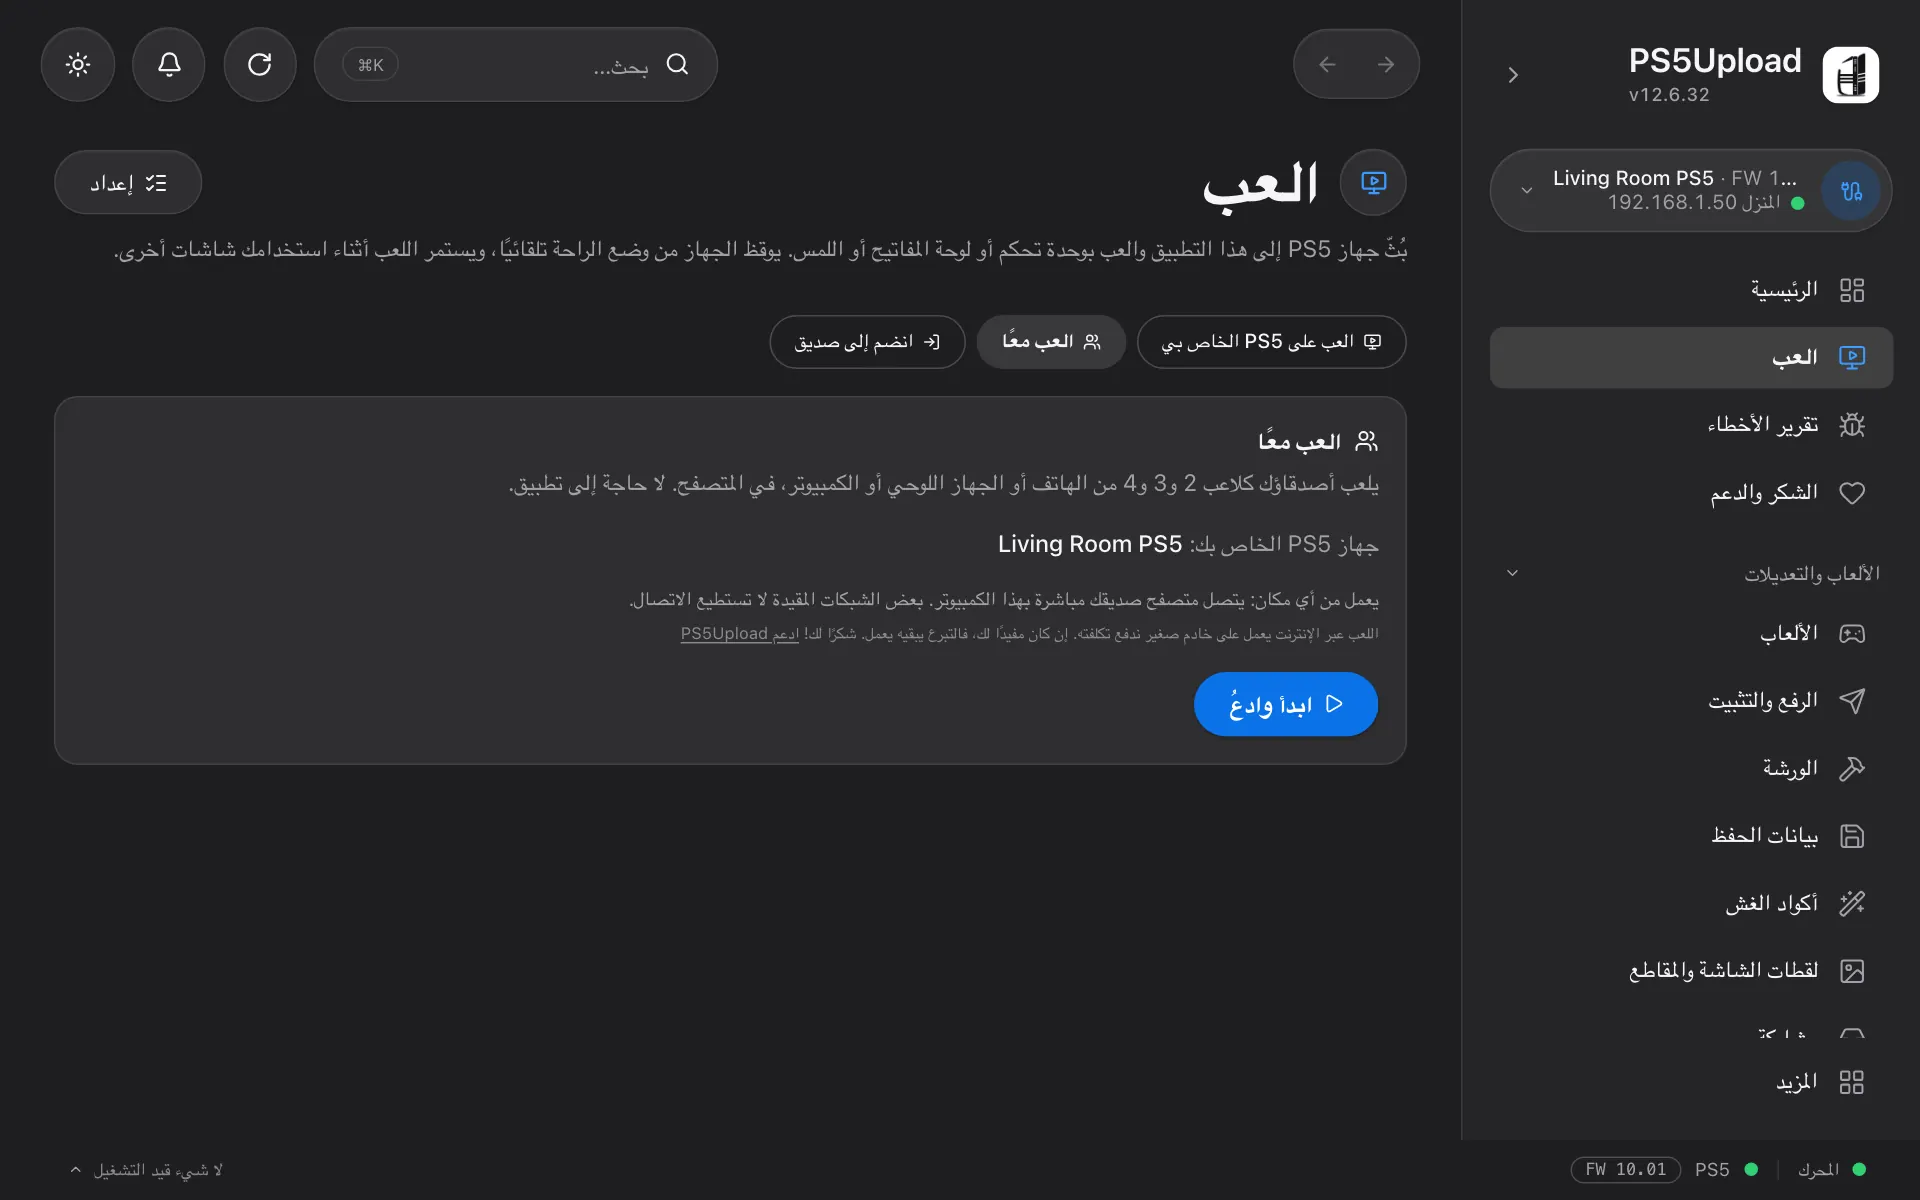 PS5Upload
v12.6.32
Living Room PS5 · FW 1...
المنزل 192.168.1.50
الرئيسية
العب
تقرير الأخطاء
الشكر والدعم
الألعاب والتعديلات
الألعاب
الرفع والتثبيت
الورشة
بيانات الحفظ
أكواد الغش
لقطات الشاشة والمقاطع
المزيد
بحث...
⌘K
العب
إعداد
بُثّ جهاز PS5 إلى هذا التطبيق والعب بوحدة تحكم أو لوحة المفاتيح أو اللمس. يوقظ الجهاز من وضع الراحة تلقائيًا، ويستمر اللعب أثناء استخدامك شاشات أخرى.
العب على PS5 الخاص بي
العب معًا
انضم إلى صديق
العب معًا
يلعب أصدقاؤك كلاعب 2 و3 و4 من الهاتف أو الجهاز اللوحي أو الكمبيوتر، في المتصفح. لا حاجة إلى تطبيق.
جهاز PS5 الخاص بك: Living Room PS5
يعمل من أي مكان: يتصل متصفح صديقك مباشرة بهذا الكمبيوتر. بعض الشبكات المقيدة لا تستطيع الاتصال.
اللعب عبر الإنترنت يعمل على خادم صغير ندفع تكلفته. إن كان مفيدًا لك، فالتبرع يبقيه يعمل. شكرًا لك! ادعم PS5Upload
ابدأ وادعُ
المحرك
PS5
FW 10.01
لا شيء قيد التشغيل